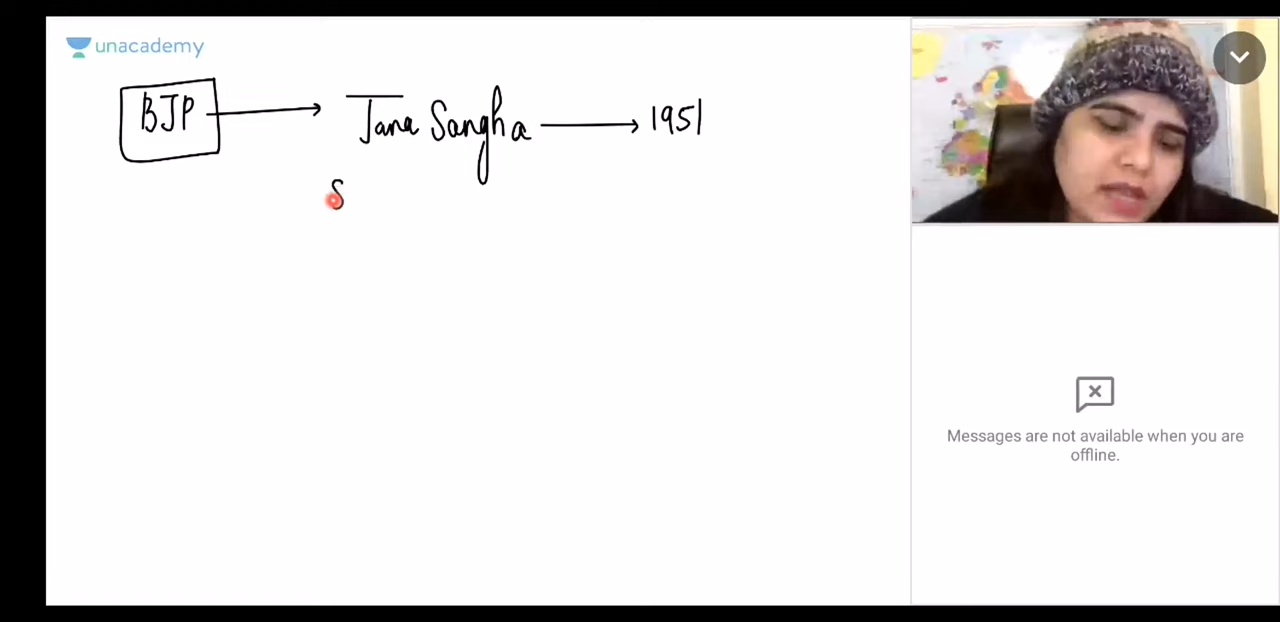 unacademy
BJP → Jana Sangha → 1951
S
Messages are not available when you are
offline.